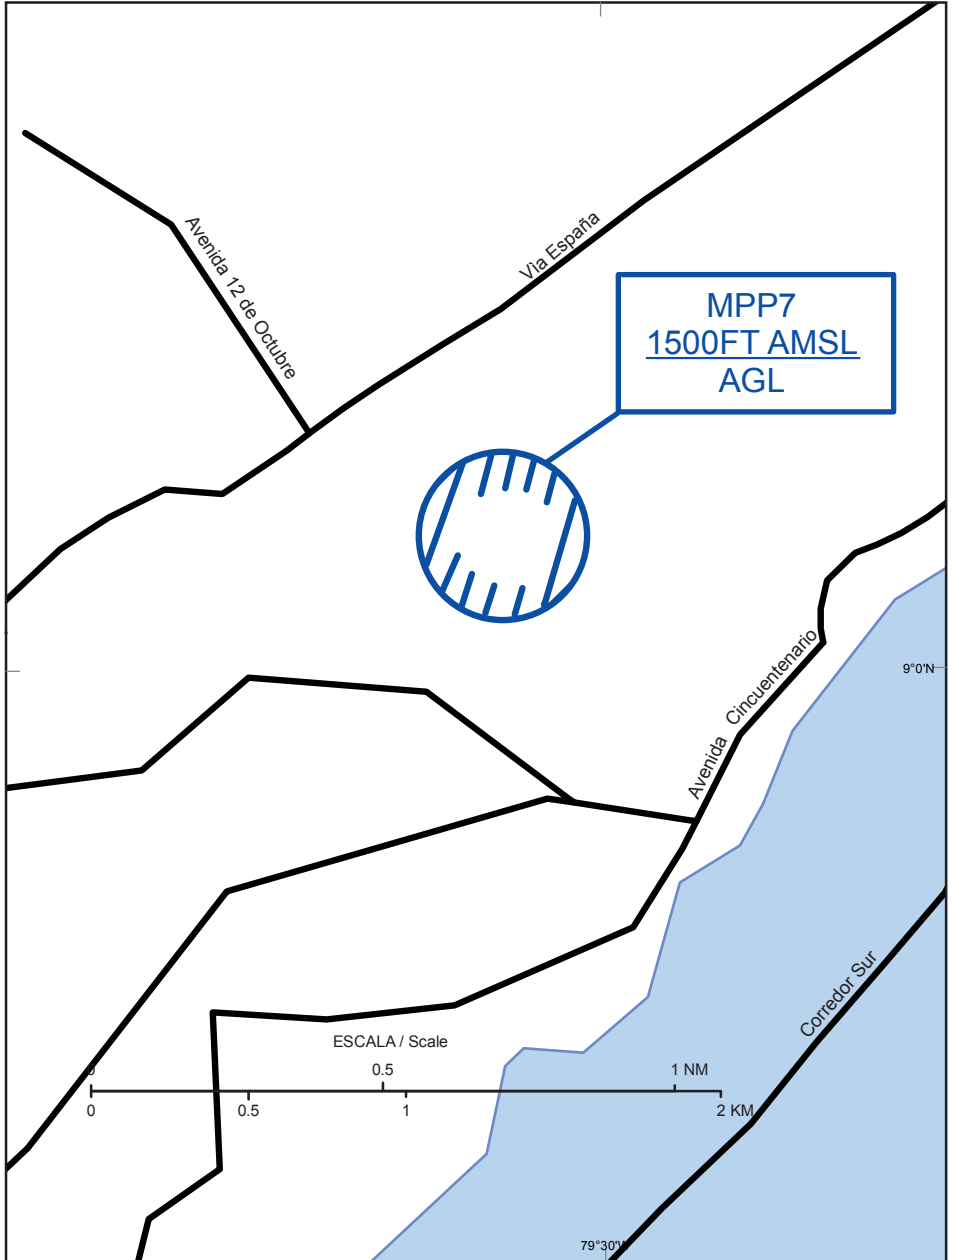 Avenida 12 de Octubre
Via España
MPP7
1500FT AMSL
AGL
9°0'N
Avenida Cincuentenario
Corredor Sur
ESCALA / Scale
0 0.5 1 NM
0 0.5 1 2 KM
79°30'W